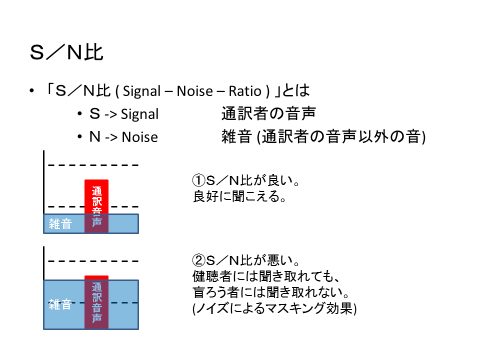 Ｓ／Ｎ比
• 「Ｓ／Ｎ比 ( Signal – Noise – Ratio ) 」とは
• Ｓ -> Signal 通訳者の音声
• Ｎ -> Noise 雑音 (通訳者の音声以外の音)
通訳音声
雑音
①Ｓ／Ｎ比が良い。
良好に聞こえる。
通訳音声
雑音
②Ｓ／Ｎ比が悪い。
健聴者には聞き取れても、
盲ろう者には聞き取れない。
(ノイズによるマスキング効果)